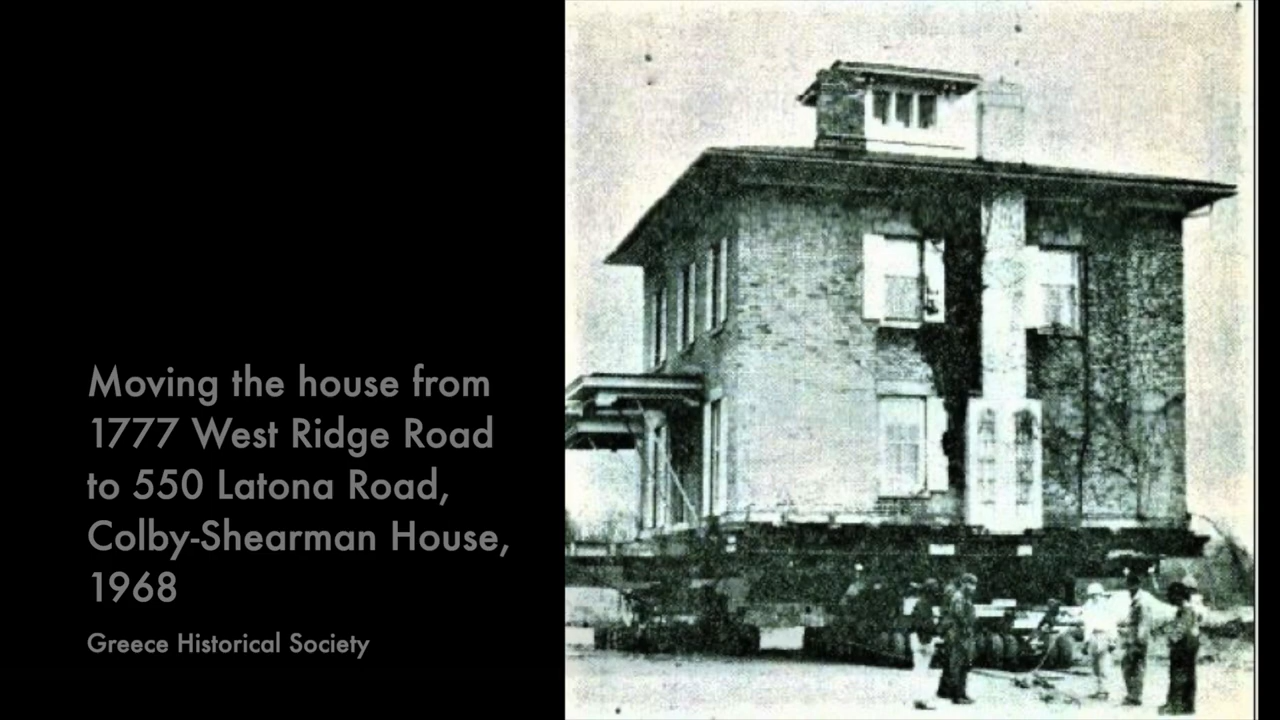 Moving the house from
1777 West Ridge Road
to 550 Latona Road,
Colby-Shearman House,
1968
Greece Historical Society